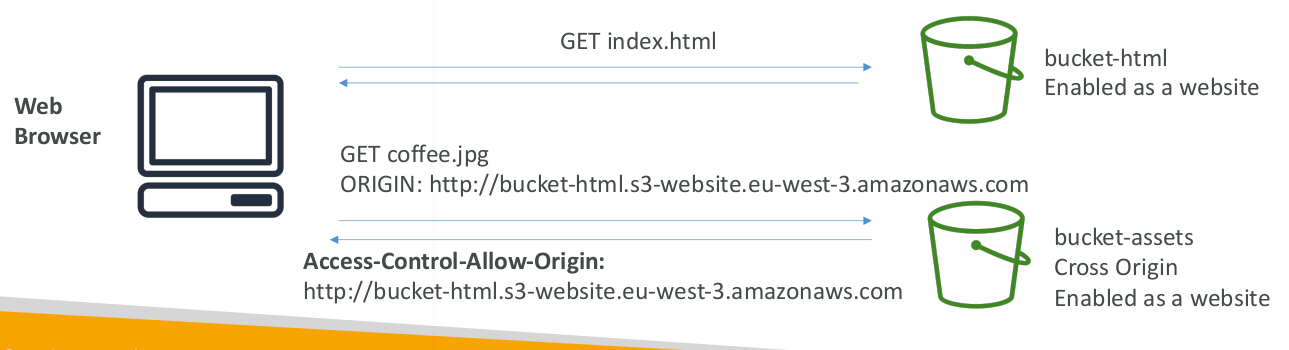 GET index.html
bucket-html
Enabled as a website
Web
Browser
GET coffee.jpg
ORIGIN: http://bucket-html.s3-website.eu-west-3.amazonaws.com
bucket-assets
Cross Origin
Enabled as a website
Access-Control-Allow-Origin:
http://bucket-html.s3-website.eu-west-3.amazonaws.com